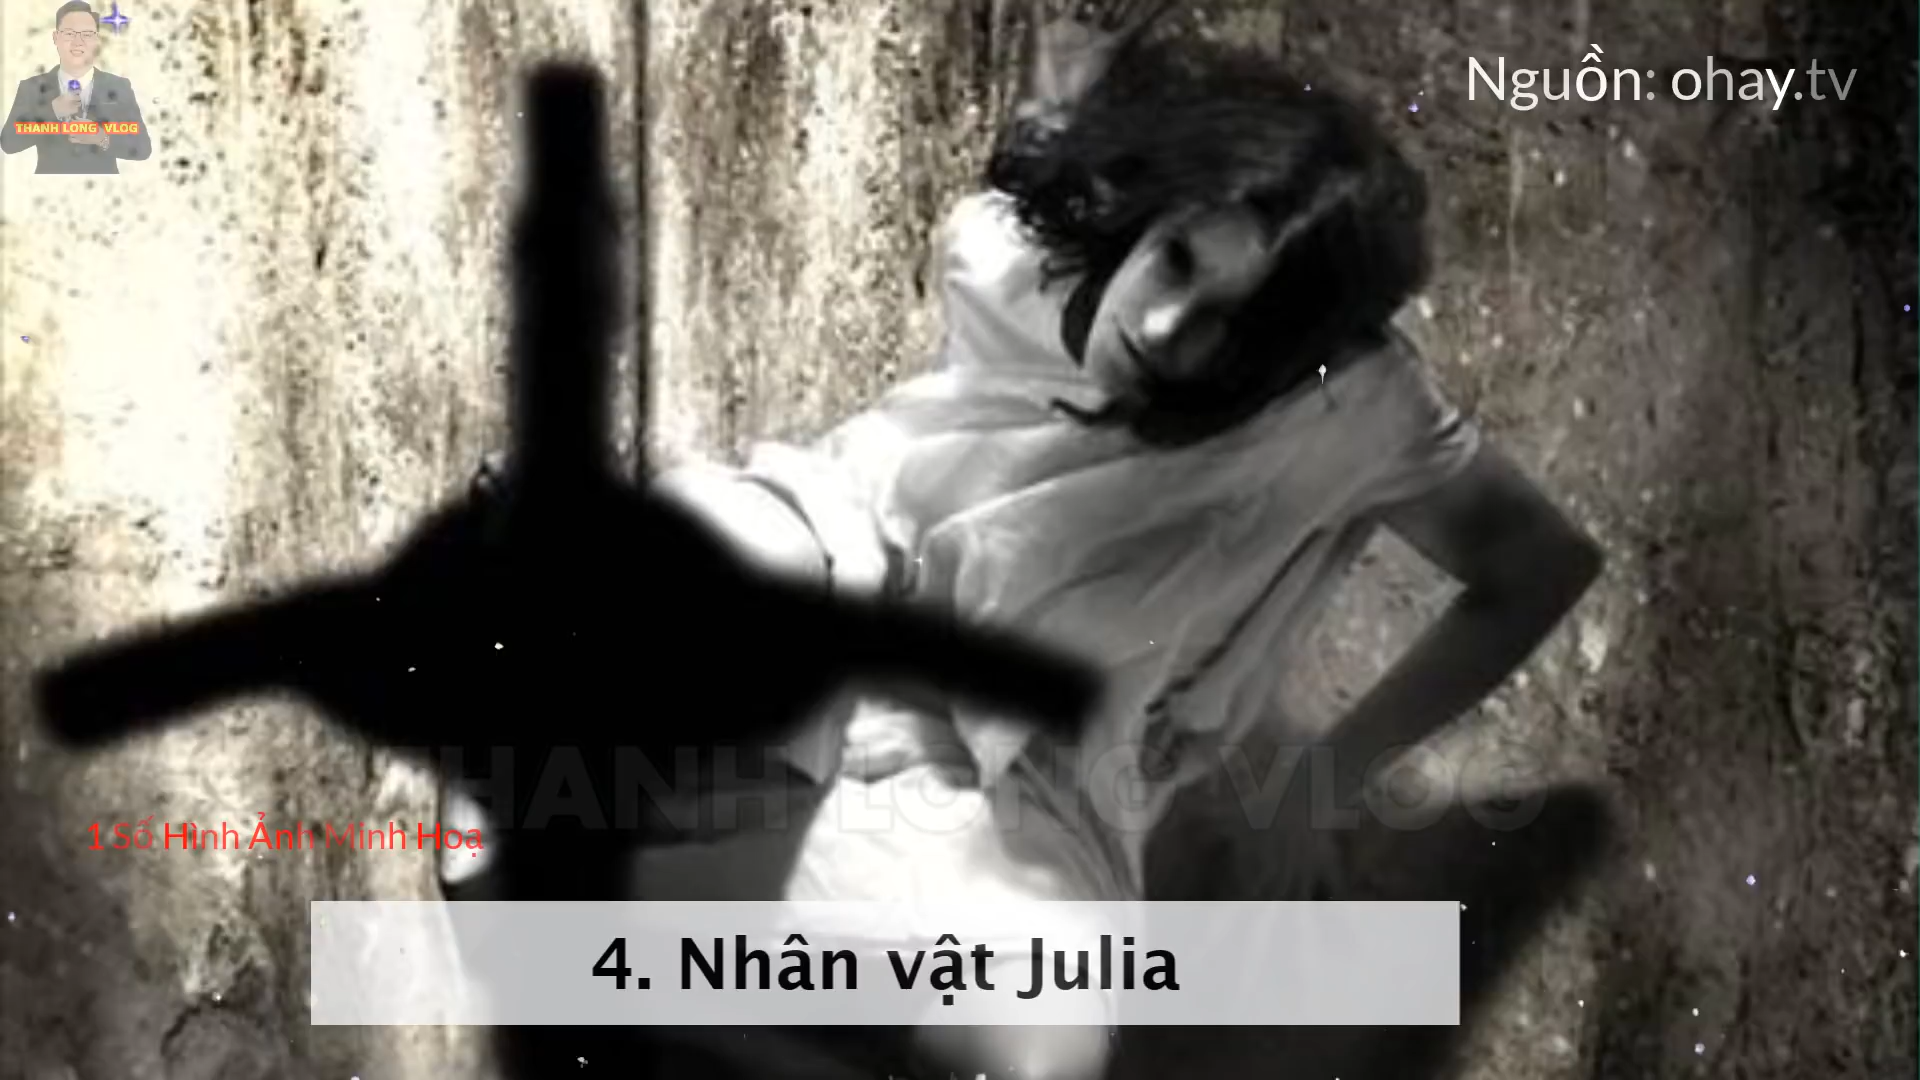 THANH LONG VLOG
Nguồn: ohay.tv
THANH LONG VLOG
1 Số Hình Ảnh Minh Hoạ
4. Nhân vật Julia